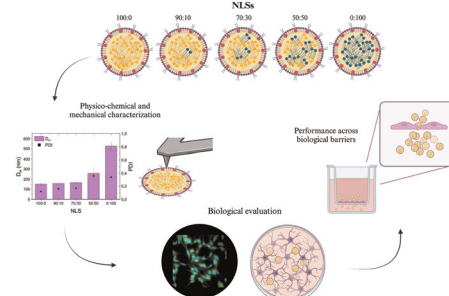 NLSs
100:0 90:10 70:30 50:50 0:100
Physico-chemical and
mechanical characterization
Performance across
biological barriers
600
500
400
300
200
100
0
1,0
0,8
0,6
0,4
0,2
0,0
DH (nm)
PDI
DH
PDI
100:0 90:10 70:30 50:50 0:100
NLS
Biological evaluation